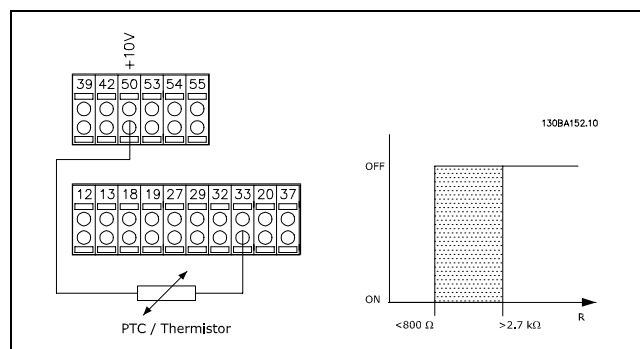 +10V
39 42 50 53 54 55
130BA152.10
OFF
12 13 18 19 27 29 32 33 20 37
ON
R
<800 Ω >2.7 kΩ
PTC / Thermistor